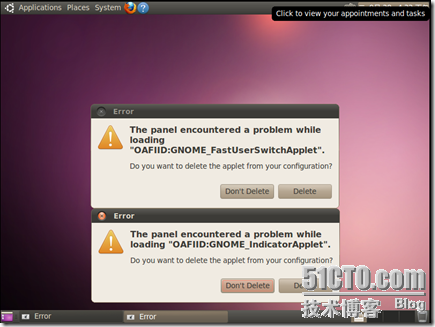 Applications Places System
Click to view your appointments and tasks
Error
The panel encountered a problem while
loading
"OAFIID:GNOME_FastUserSwitchApplet".
Do you want to delete the applet from your configuration?
Don't Delete Delete
Error
The panel encountered a problem while
loading "OAFIID:GNOME_IndicatorApplet".
Do you want to delete the applet from your configuration?
Don't Delete
51CTO.com
技术博客 Blog
Error Error